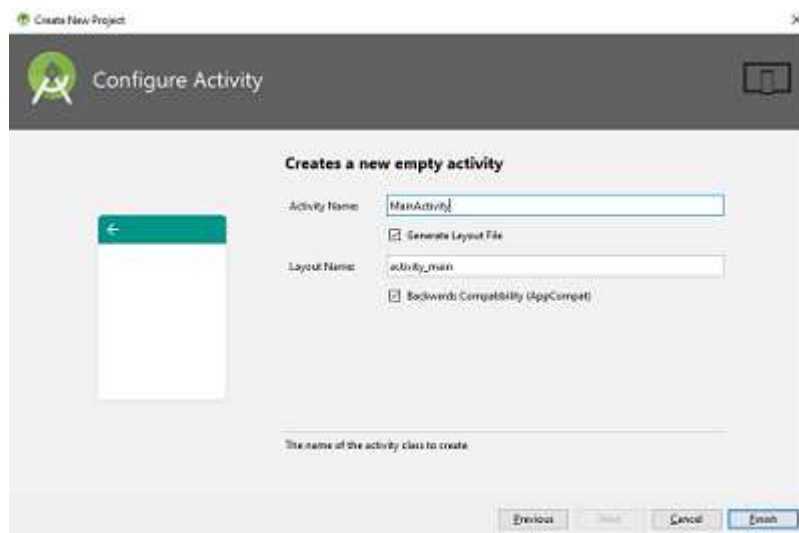 Create New Project
Configure Activity
Creates a new empty activity
Activity Name: MainActivity
Generate Layout File
Layout Name: activity_main
Backwards Compatibility (AppCompat)
The name of the activity class to create
Previous Next Cancel Finish